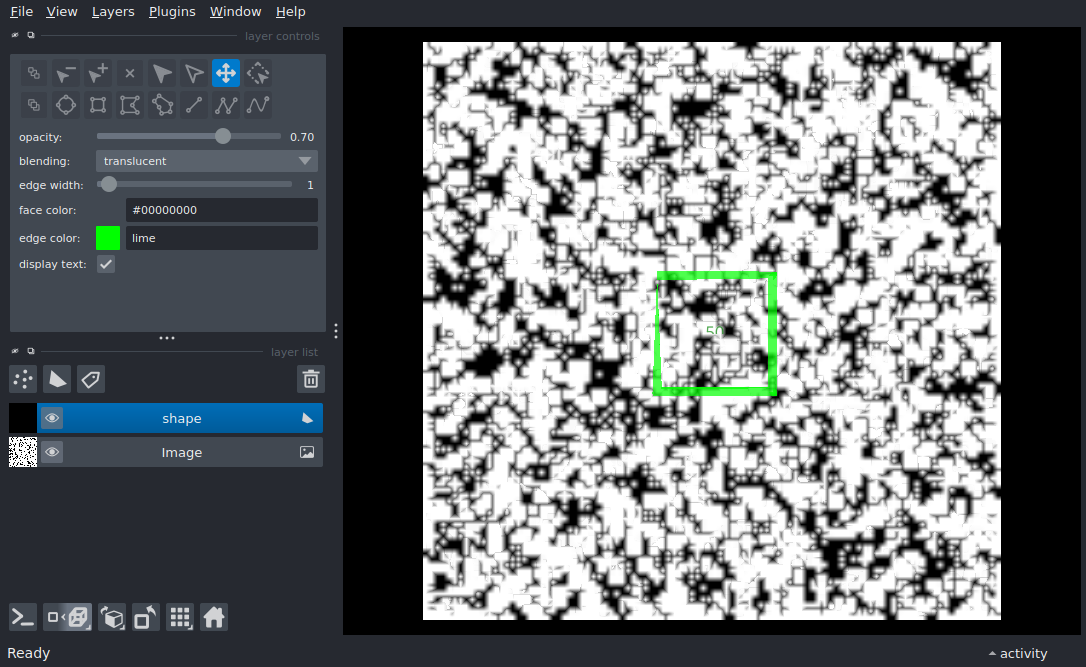 File View Layers Plugins Window Help
layer controls
opacity: 0.70
blending: translucent
edge width: 1
face color: #00000000
edge color: lime
display text:
layer list
shape
Image
50
Ready
activity